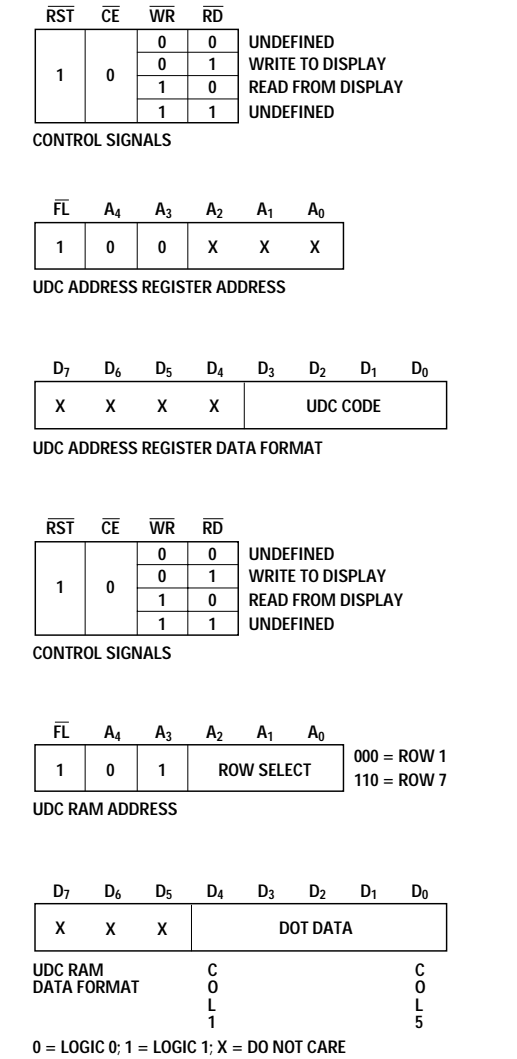 RST CE WR RD
0 0 UNDEFINED
0 1 WRITE TO DISPLAY
1 0
1 0 READ FROM DISPLAY
1 1 UNDEFINED
CONTROL SIGNALS
FL A4 A3 A2 A1 A0
1 0 0 X X X
UDC ADDRESS REGISTER ADDRESS
D7 D6 D5 D4 D3 D2 D1 D0
X X X X UDC CODE
UDC ADDRESS REGISTER DATA FORMAT
RST CE WR RD
0 0 UNDEFINED
0 1 WRITE TO DISPLAY
1 0
1 0 READ FROM DISPLAY
1 1 UNDEFINED
CONTROL SIGNALS
FL A4 A3 A2 A1 A0
1 0 1 ROW SELECT
000 = ROW 1
110 = ROW 7
UDC RAM ADDRESS
D7 D6 D5 D4 D3 D2 D1 D0
X X X DOT DATA
UDC RAM
DATA FORMAT
COL1
COL5
0 = LOGIC 0; 1 = LOGIC 1; X = DO NOT CARE